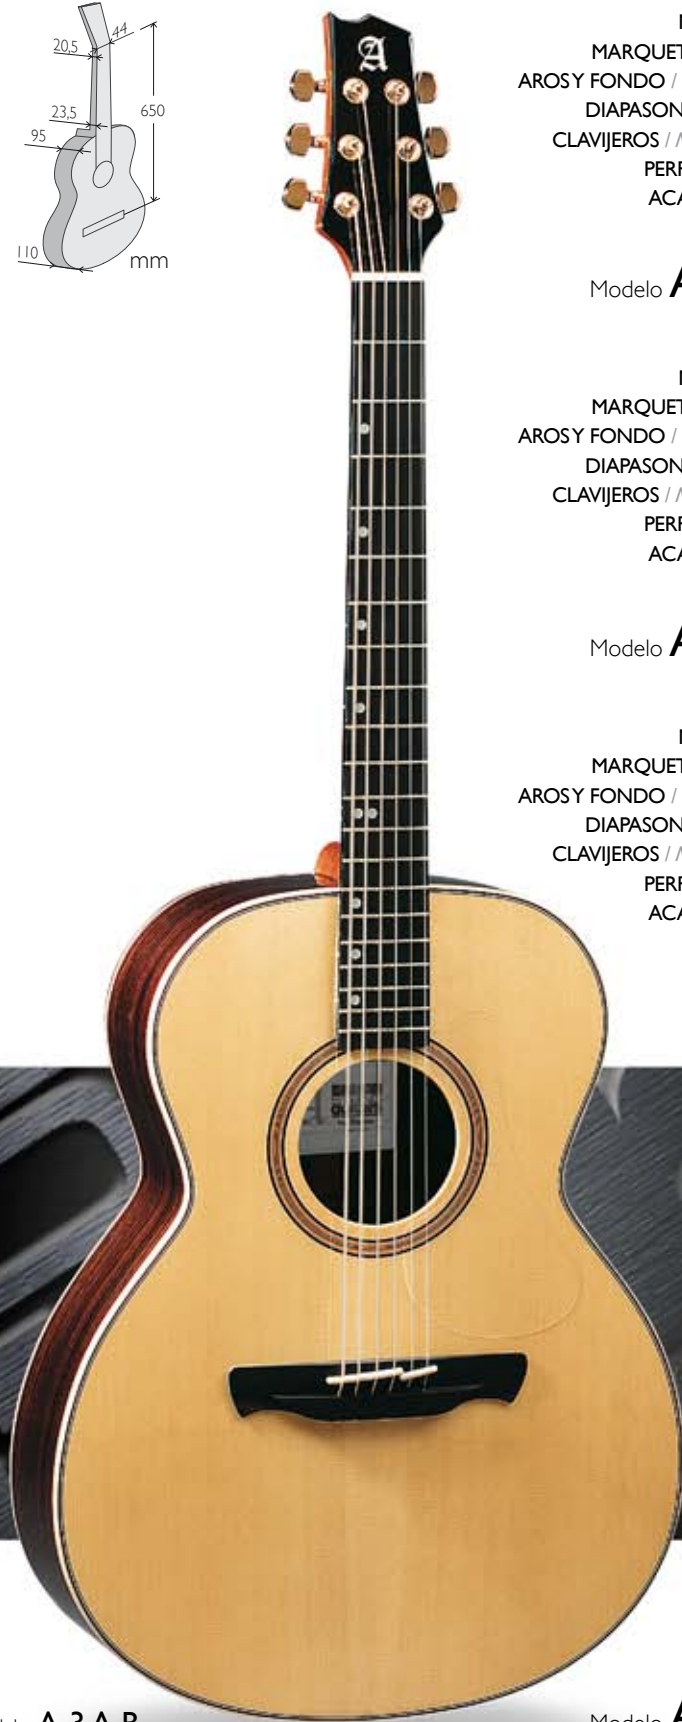 44
20,5
650
23,5
95
110
mm
A
MARQUET
AROS Y FONDO /
DIAPASON
CLAVIJEROS /
PERF
ACA
Modelo A
MARQUET
AROS Y FONDO /
DIAPASON
CLAVIJEROS /
PERF
ACA
Modelo A
MARQUET
AROS Y FONDO /
DIAPASON
CLAVIJEROS /
PERF
ACA
A-3 A-B
Modelo A